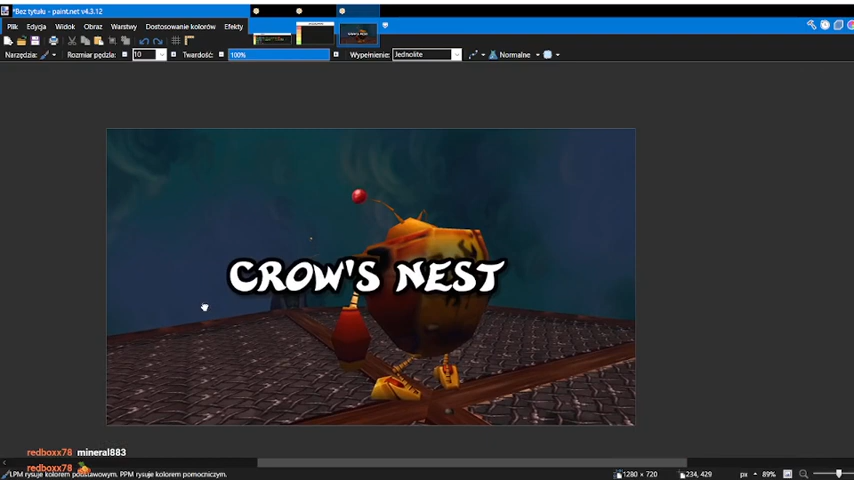 *Bez tytułu - paint.net v4.3.12
Plik Edycja Widok Obraz Warstwy Dostosowanie kolorów Efekty
Narzędzia: Rozmiar pędzla: 10 Twardość: 100% Wypełnienie: Jednolite Normalne
CROW'S NEST
redboxx78 mineral883
redboxx78
LPM rysuje kolorem podstawowym. PPM rysuje kolorem pomocniczym. 1280 × 720 234, 429 px 89%